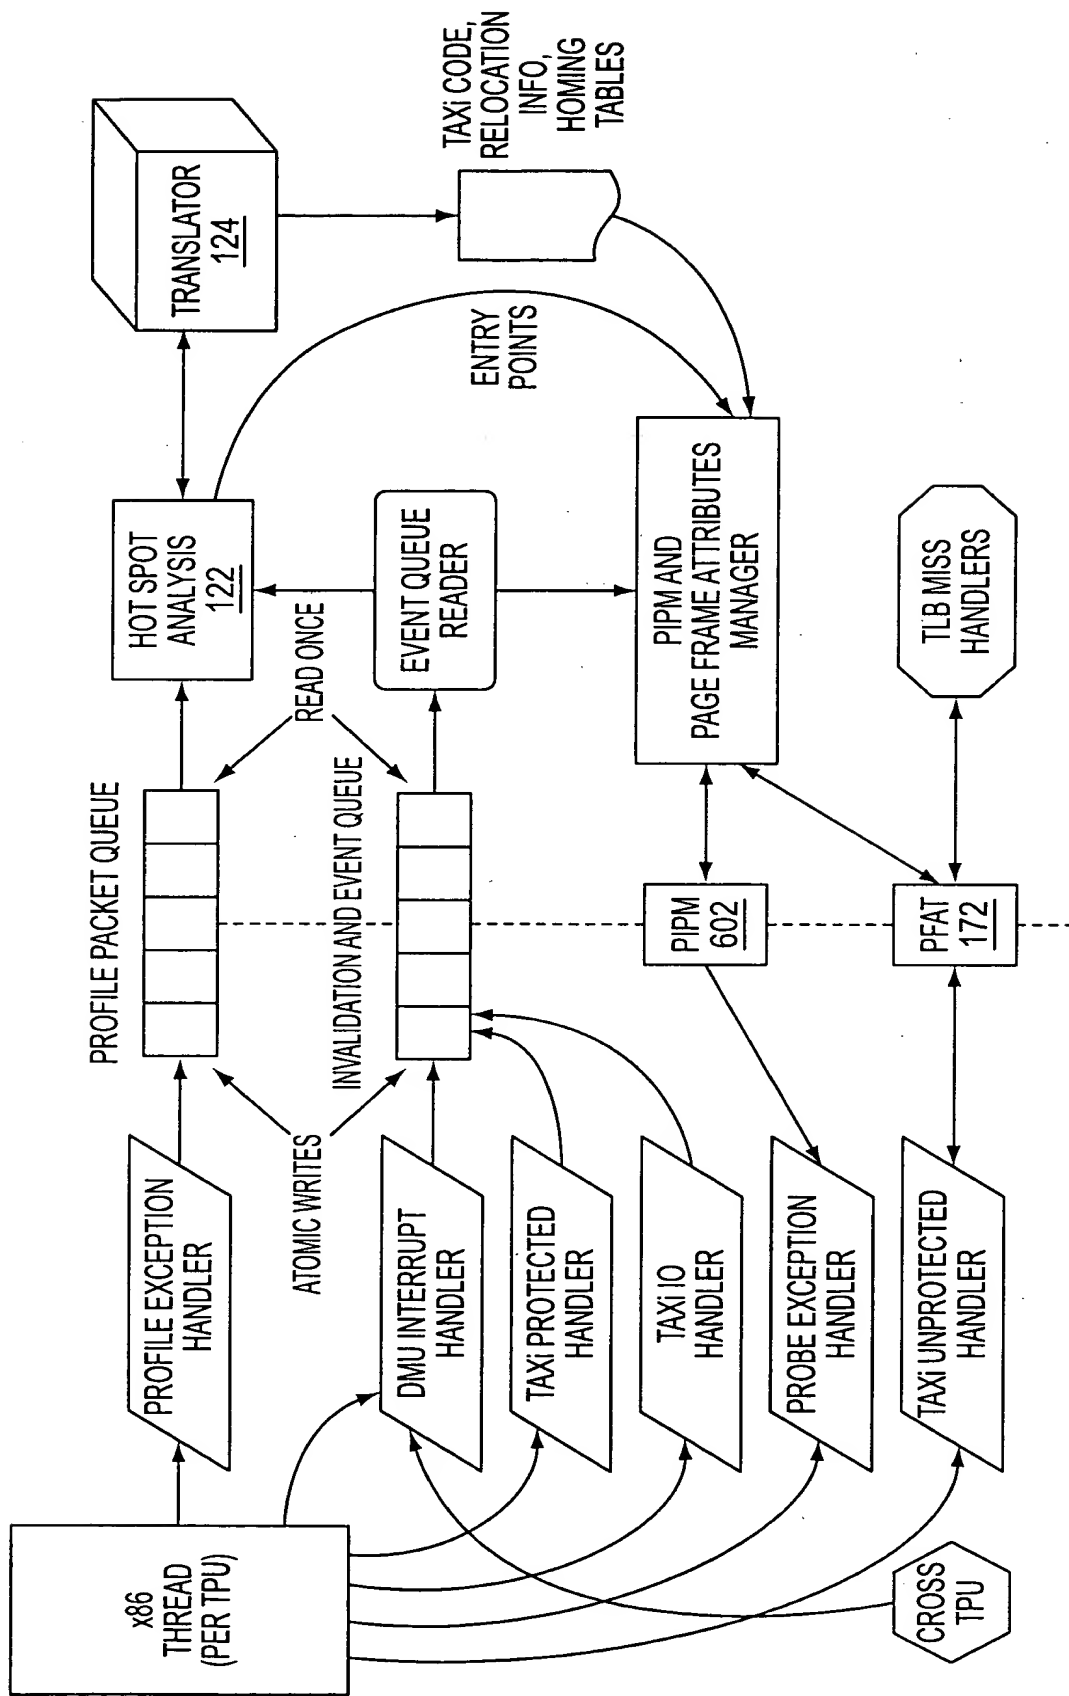 x86
THREAD
(PER TPU)
CROSS
TPU
PROFILE EXCEPTION
HANDLER
ATOMIC WRITES
DMU INTERRUPT
HANDLER
TAXi PROTECTED
HANDLER
TAXi IO
HANDLER
PROBE EXCEPTION
HANDLER
TAXi UNPROTECTED
HANDLER
PROFILE PACKET QUEUE
INVALIDATION AND EVENT QUEUE
READ ONCE
PIPM
602
PFAT
172
HOT SPOT
ANALYSIS
122
EVENT QUEUE
READER
PIPM AND
PAGE FRAME ATTRIBUTES
MANAGER
TLB MISS
HANDLERS
TRANSLATOR
124
ENTRY
POINTS
TAXi CODE,
RELOCATION
INFO,
HOMING
TABLES